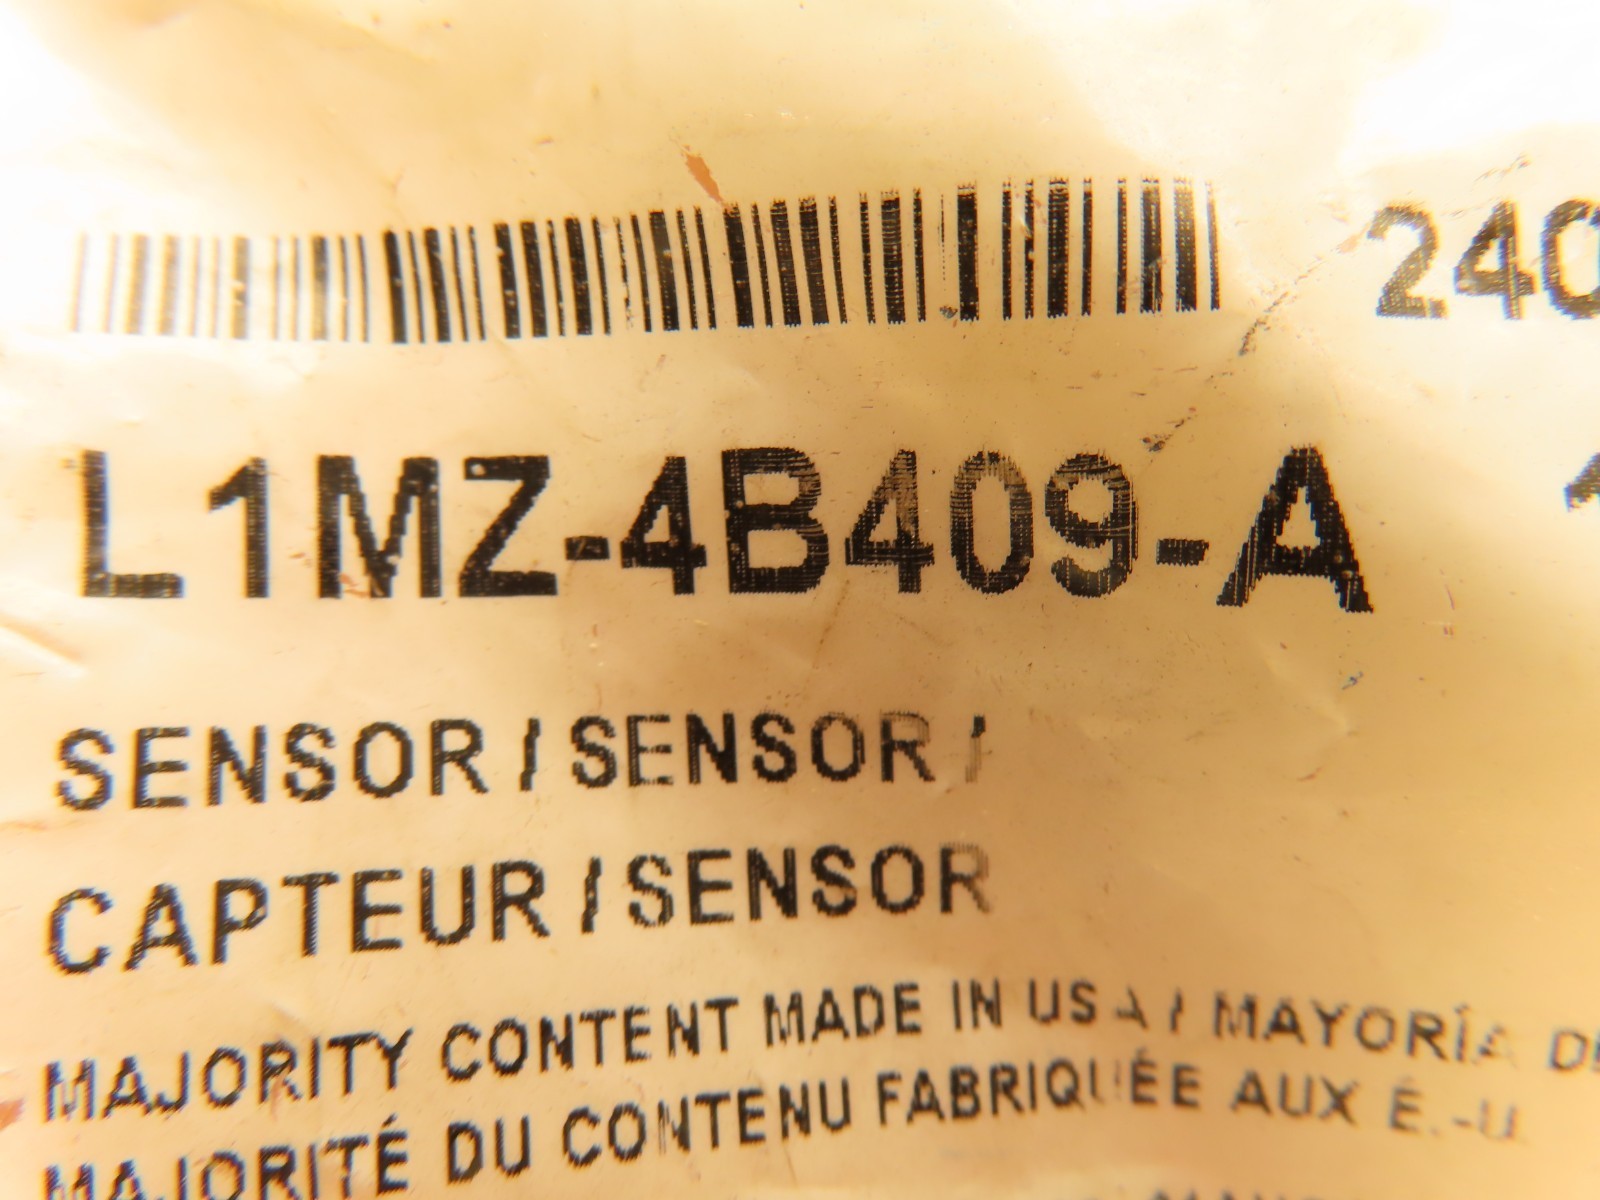 240
L1MZ-4B409-A
SENSOR / SENSOR /
CAPTEUR / SENSOR
MAJORITY CONTENT MADE IN USA / MAYORÍA
MAJORITÉ DU CONTENU FABRIQUÉE AUX É.-U.